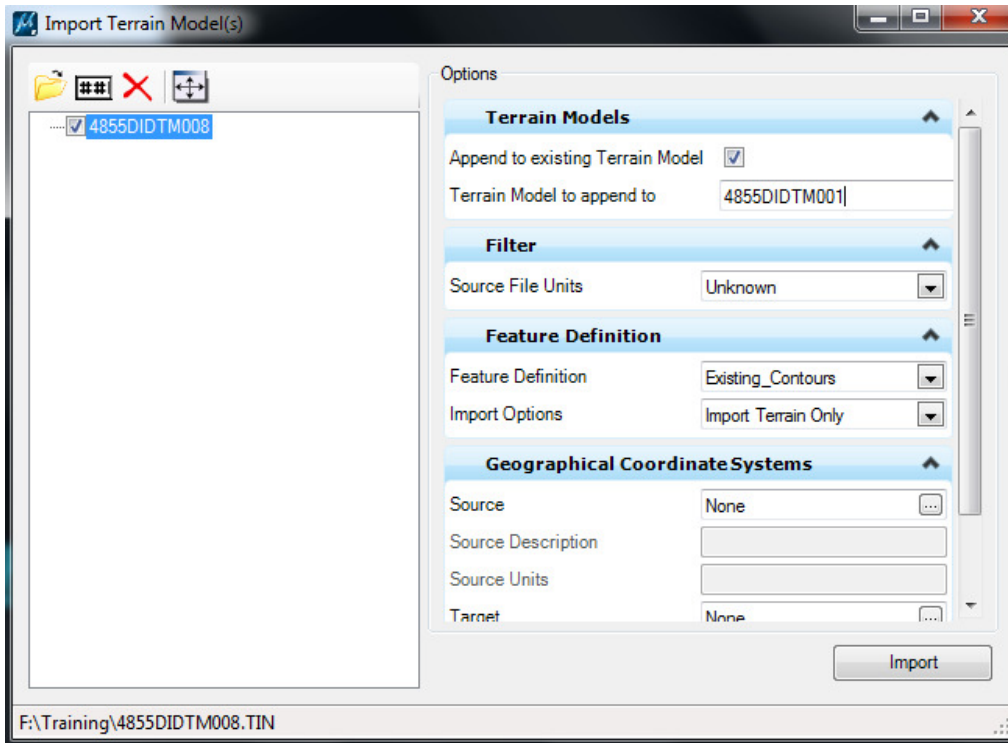 Import Terrain Model(s)
##
4855DIDTM008
Options
Terrain Models
Append to existing Terrain Model
Terrain Model to append to 4855DIDTM001
Filter
Source File Units Unknown
Feature Definition
Feature Definition Existing_Contours
Import Options Import Terrain Only
Geographical Coordinate Systems
Source None ...
Source Description
Source Units
Target None ...
Import
F:\Training\4855DIDTM008.TIN